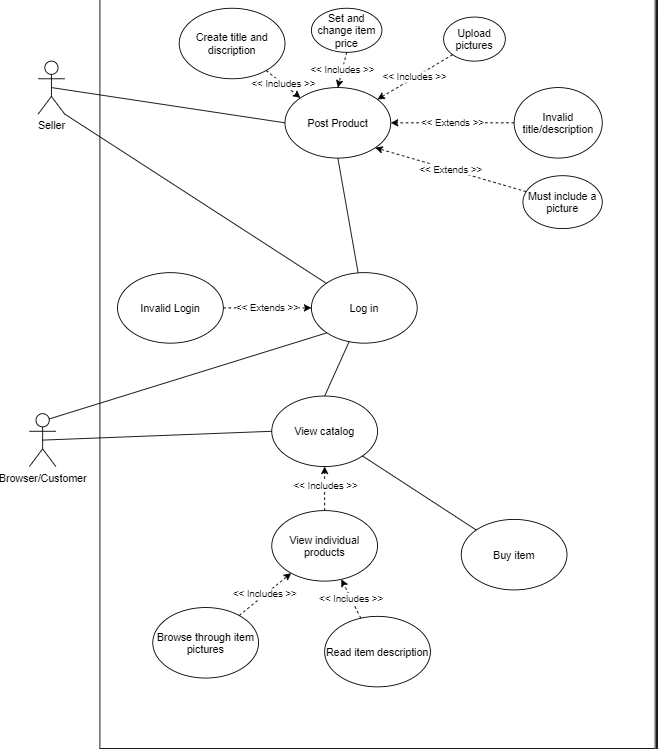 Create title and
discription
Set and
change item
price
Upload
pictures
<< Includes >>
<< Includes >>
<< Includes >>
Seller
Post Product
<< Extends >>
Invalid
title/description
<< Extends >>
Must include a
picture
Invalid Login
<< Extends >>
Log in
Browser/Customer
View catalog
<< Includes >>
View individual
products
Buy item
<< Includes >>
<< Includes >>
Browse through item
pictures
Read item description